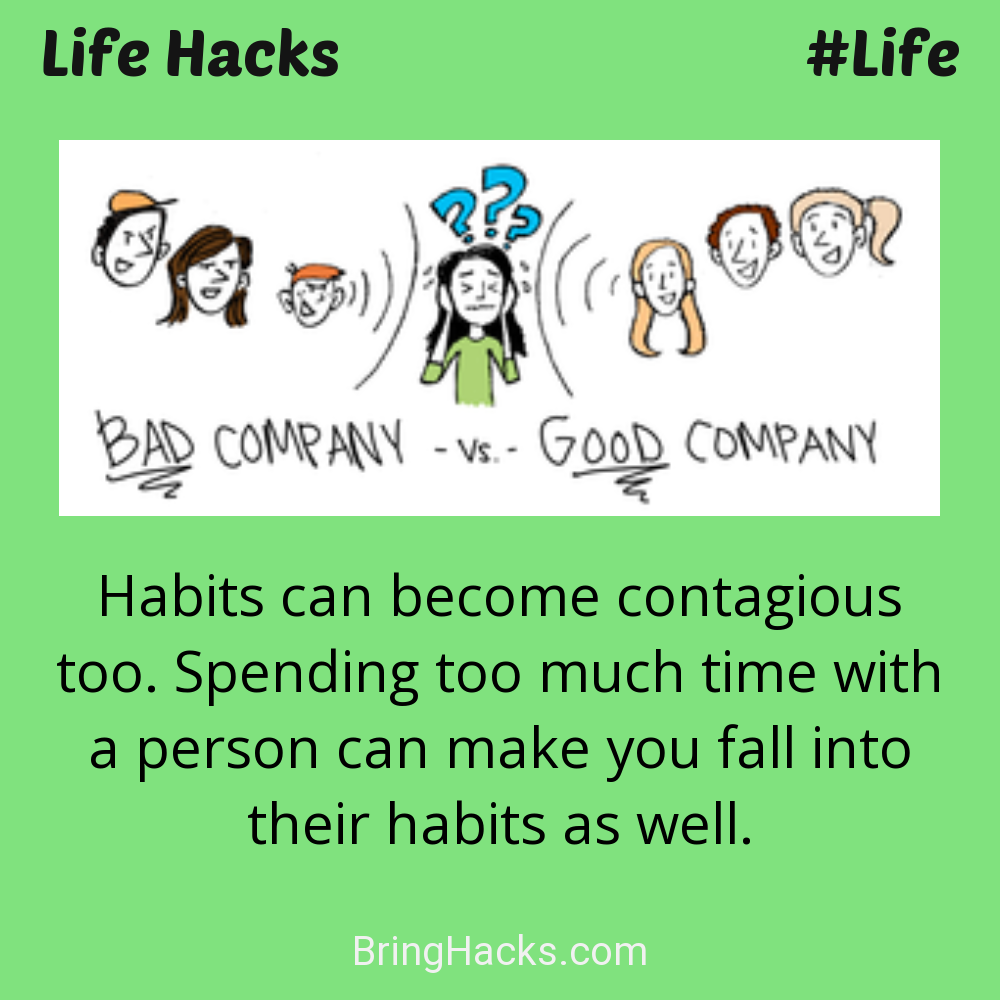 Life Hacks
#Life
???
BAD COMPANY - Vs. - GOOD COMPANY
Habits can become contagious
too. Spending too much time with
a person can make you fall into
their habits as well.
BringHacks.com